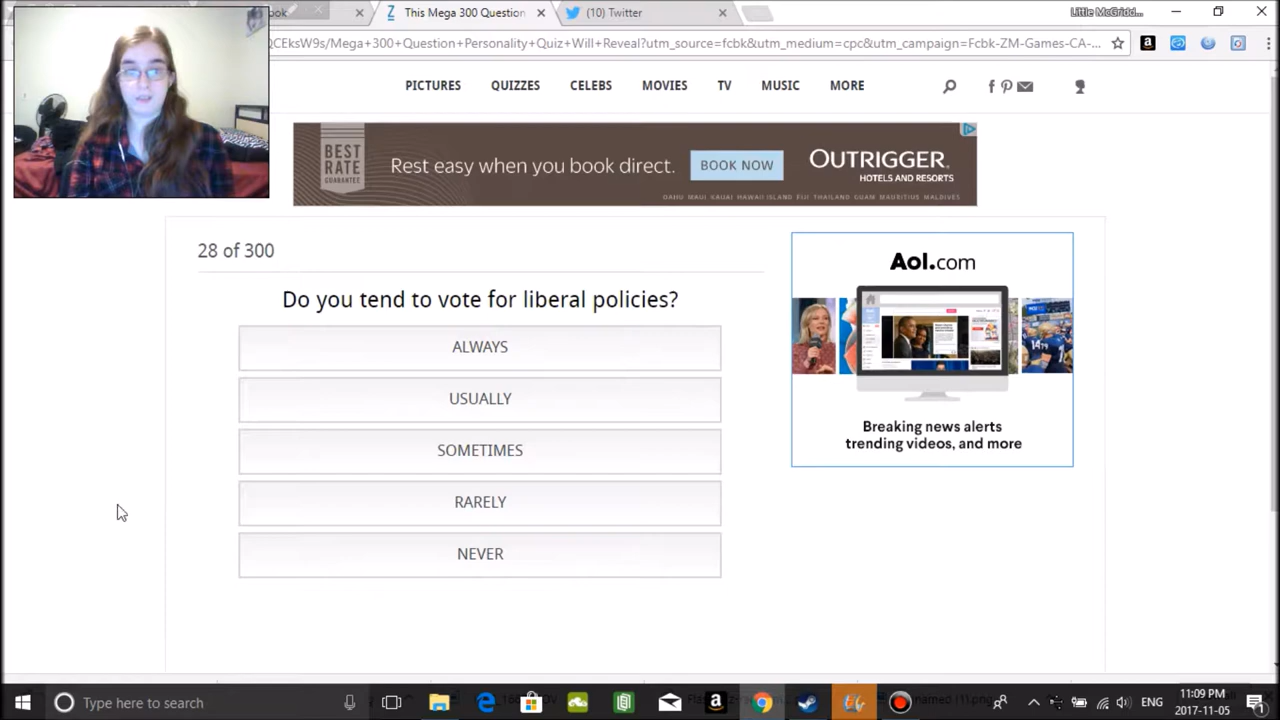 ook
This Mega 300 Question
(10) Twitter
Little McGridd...
QCEksW9s/Mega+300+Question+Personality+Quiz+Will+Reveal?utm_source=fcbk&utm_medium=cpc&utm_campaign=Fcbk-ZM-Games-CA-...
PICTURES QUIZZES CELEBS MOVIES TV MUSIC MORE
BEST
RATE
GUARANTEE
Rest easy when you book direct.
BOOK NOW
OUTRIGGER
HOTELS AND RESORTS
OAHU MAUI KAUAI HAWAII ISLAND FIJI THAILAND GUAM MAURITIUS MALDIVES
28 of 300
Do you tend to vote for liberal policies?
ALWAYS
USUALLY
SOMETIMES
RARELY
NEVER
Aol.com
Breaking news alerts
trending videos, and more
Type here to search
ENG
11:09 PM
2017-11-05